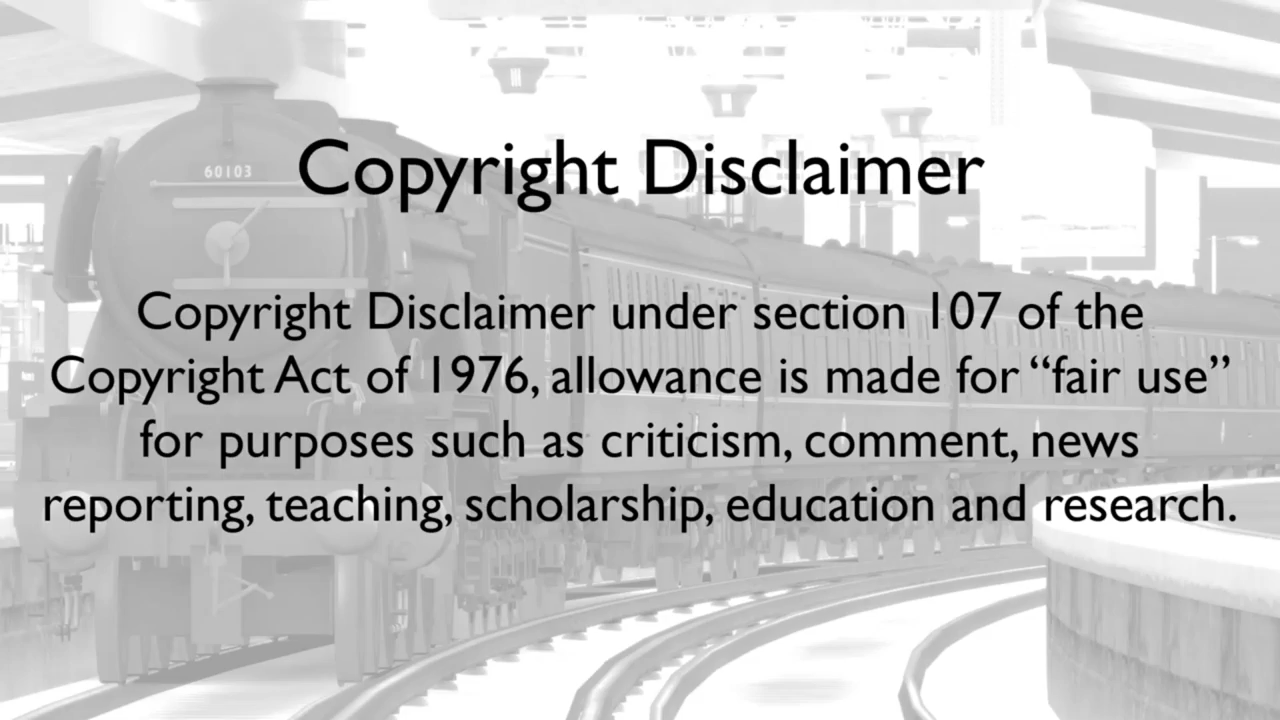 60103
Copyright Disclaimer
Copyright Disclaimer under section 107 of the
Copyright Act of 1976, allowance is made for “fair use”
for purposes such as criticism, comment, news
reporting, teaching, scholarship, education and research.